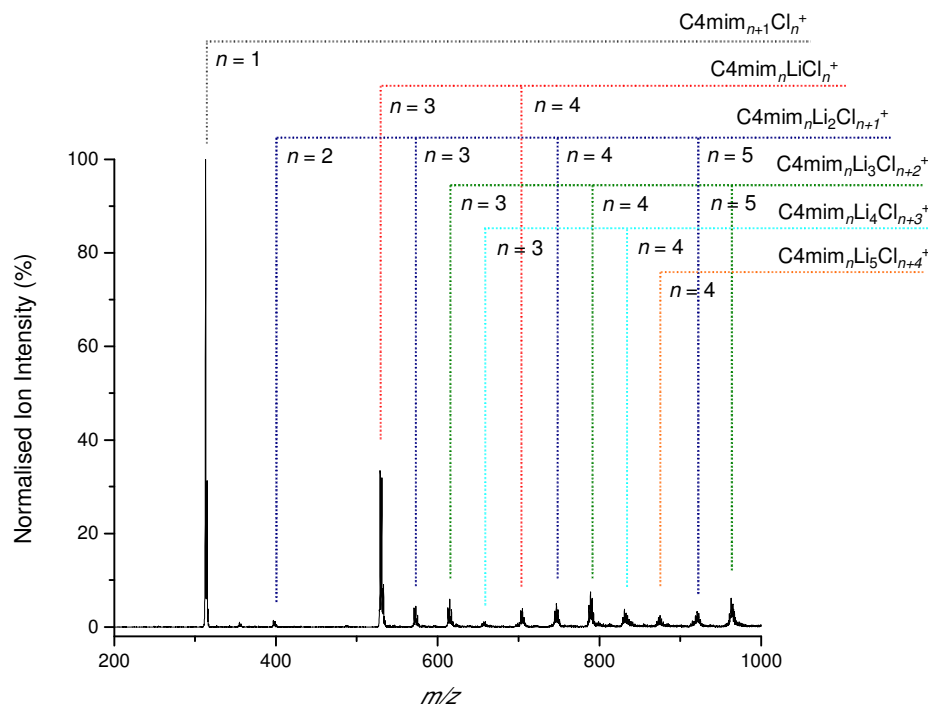 C4mimₙ₊₁Clₙ⁺
n = 1
C4mimₙLiClₙ⁺
n = 3 n = 4
C4mimₙLi₂Clₙ₊₁⁺
n = 2 n = 3 n = 4 n = 5
C4mimₙLi₃Clₙ₊₂⁺
n = 3 n = 4 n = 5
C4mimₙLi₄Clₙ₊₃⁺
n = 3 n = 4
C4mimₙLi₅Clₙ₊₄⁺
n = 4
Normalised Ion Intensity (%)
100
80
60
40
20
0
200 400 600 800 1000
m/z